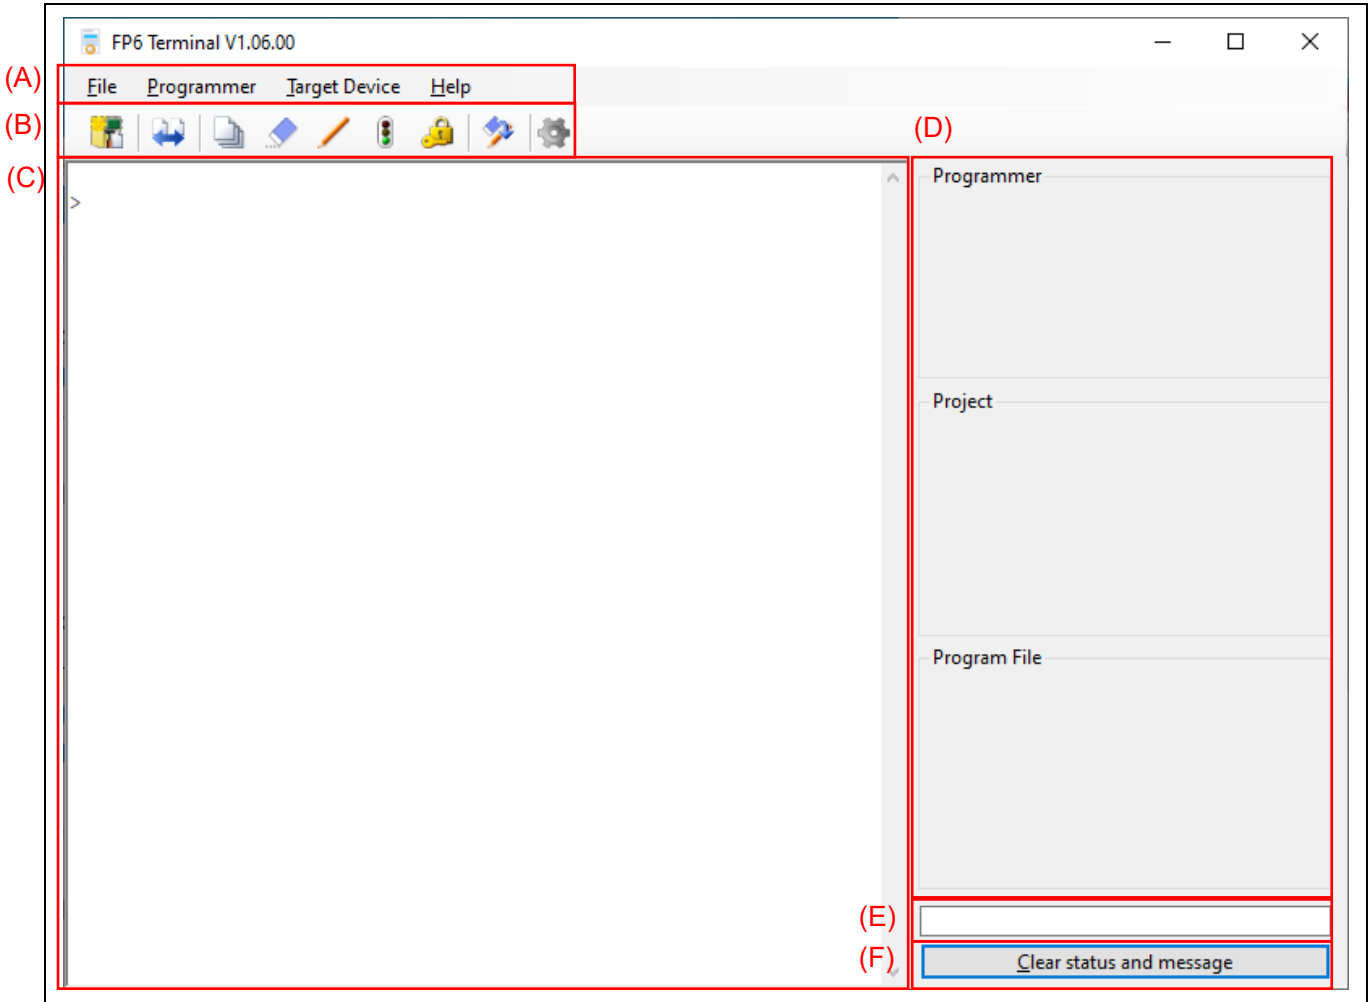 FP6 Terminal V1.06.00
(A)
File Programmer Target Device Help
(B)
(D)
(C)
>
Programmer
Project
Program File
(E)
(F)
Clear status and message